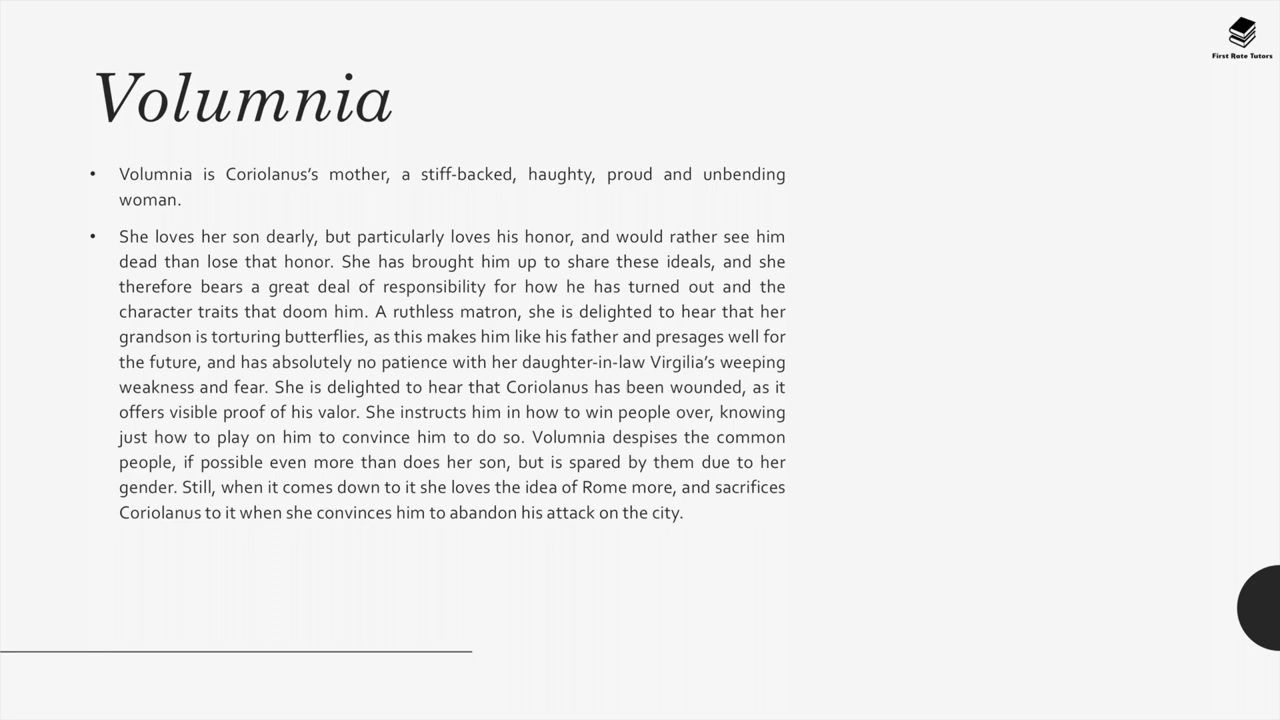 First Rate Tutors
Volumnia
• Volumnia is Coriolanus’s mother, a stiff-backed, haughty, proud and unbending
woman.
• She loves her son dearly, but particularly loves his honor, and would rather see him
dead than lose that honor. She has brought him up to share these ideals, and she
therefore bears a great deal of responsibility for how he has turned out and the
character traits that doom him. A ruthless matron, she is delighted to hear that her
grandson is torturing butterflies, as this makes him like his father and presages well for
the future, and has absolutely no patience with her daughter-in-law Virgilia’s weeping
weakness and fear. She is delighted to hear that Coriolanus has been wounded, as it
offers visible proof of his valor. She instructs him in how to win people over, knowing
just how to play on him to convince him to do so. Volumnia despises the common
people, if possible even more than does her son, but is spared by them due to her
gender. Still, when it comes down to it she loves the idea of Rome more, and sacrifices
Coriolanus to it when she convinces him to abandon his attack on the city.